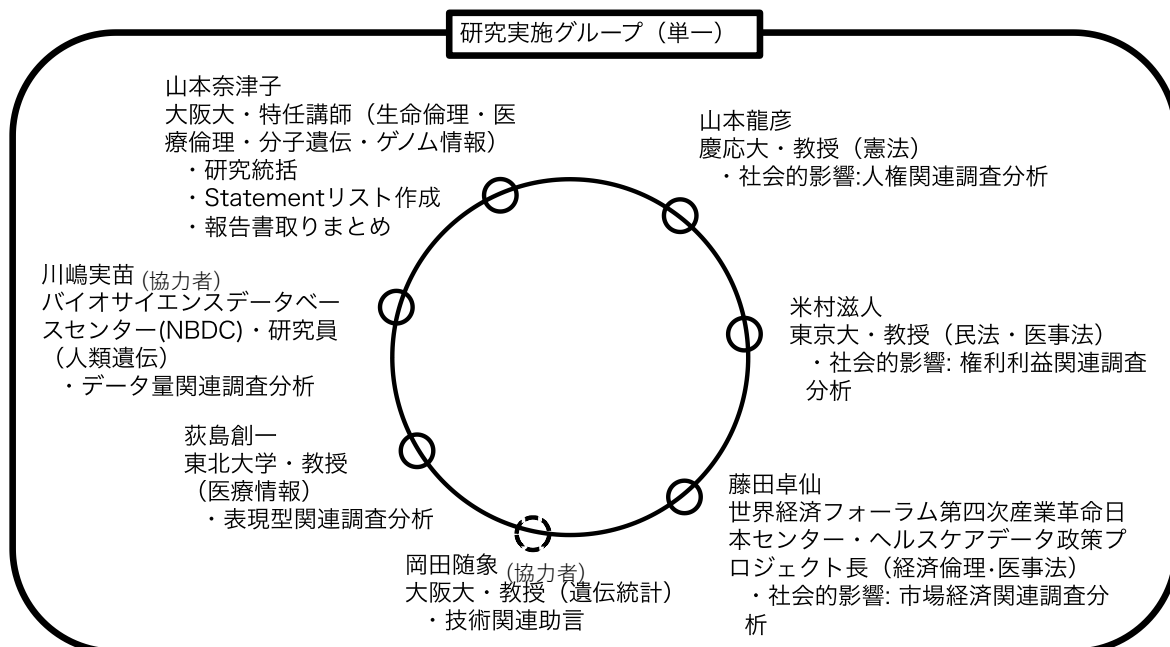 研究実施グループ（単一）
山本奈津子
大阪大・特任講師（生命倫理・医
療倫理・分子遺伝・ゲノム情報）
・研究統括
・Statementリスト作成
・報告書取りまとめ
山本龍彦
慶応大・教授（憲法）
・社会的影響:人権関連調査分析
川嶋実苗 (協力者)
バイオサイエンスデータベー
スセンター(NBDC)・研究員
（人類遺伝）
・データ量関連調査分析
米村滋人
東京大・教授（民法・医事法）
・社会的影響: 権利利益関連調査
分析
荻島創一
東北大学・教授
（医療情報）
・表現型関連調査分析
藤田卓仙
世界経済フォーラム第四次産業革命日
本センター・ヘルスケアデータ政策プ
ロジェクト長（経済倫理・医事法）
・社会的影響: 市場経済関連調査分
析
岡田随象 (協力者)
大阪大・教授（遺伝統計）
・技術関連助言